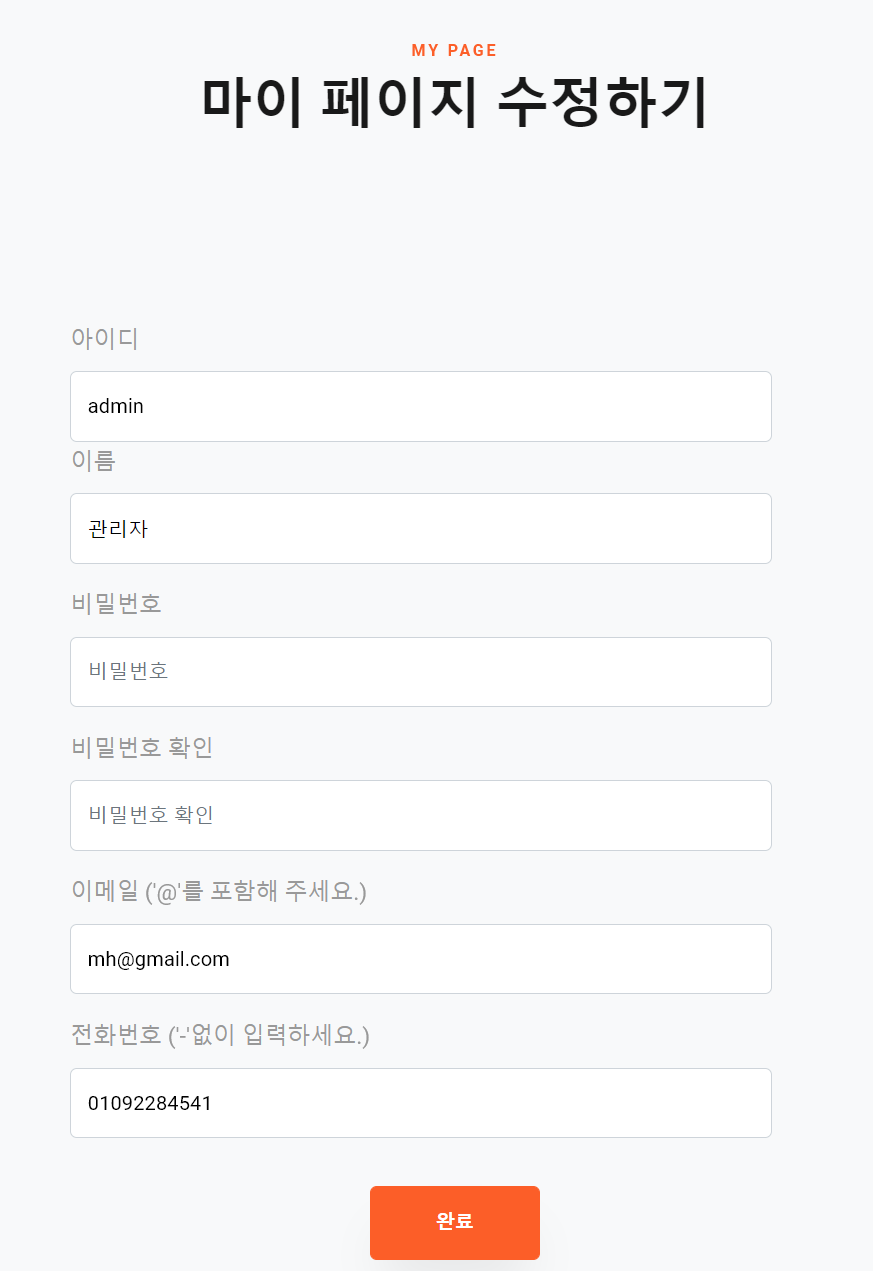 MY PAGE
마이 페이지 수정하기
아이디
admin
이름
관리자
비밀번호
비밀번호
비밀번호 확인
비밀번호 확인
이메일 ('@'를 포함해 주세요.)
mh@gmail.com
전화번호 ('-'없이 입력하세요.)
01092284541
완료